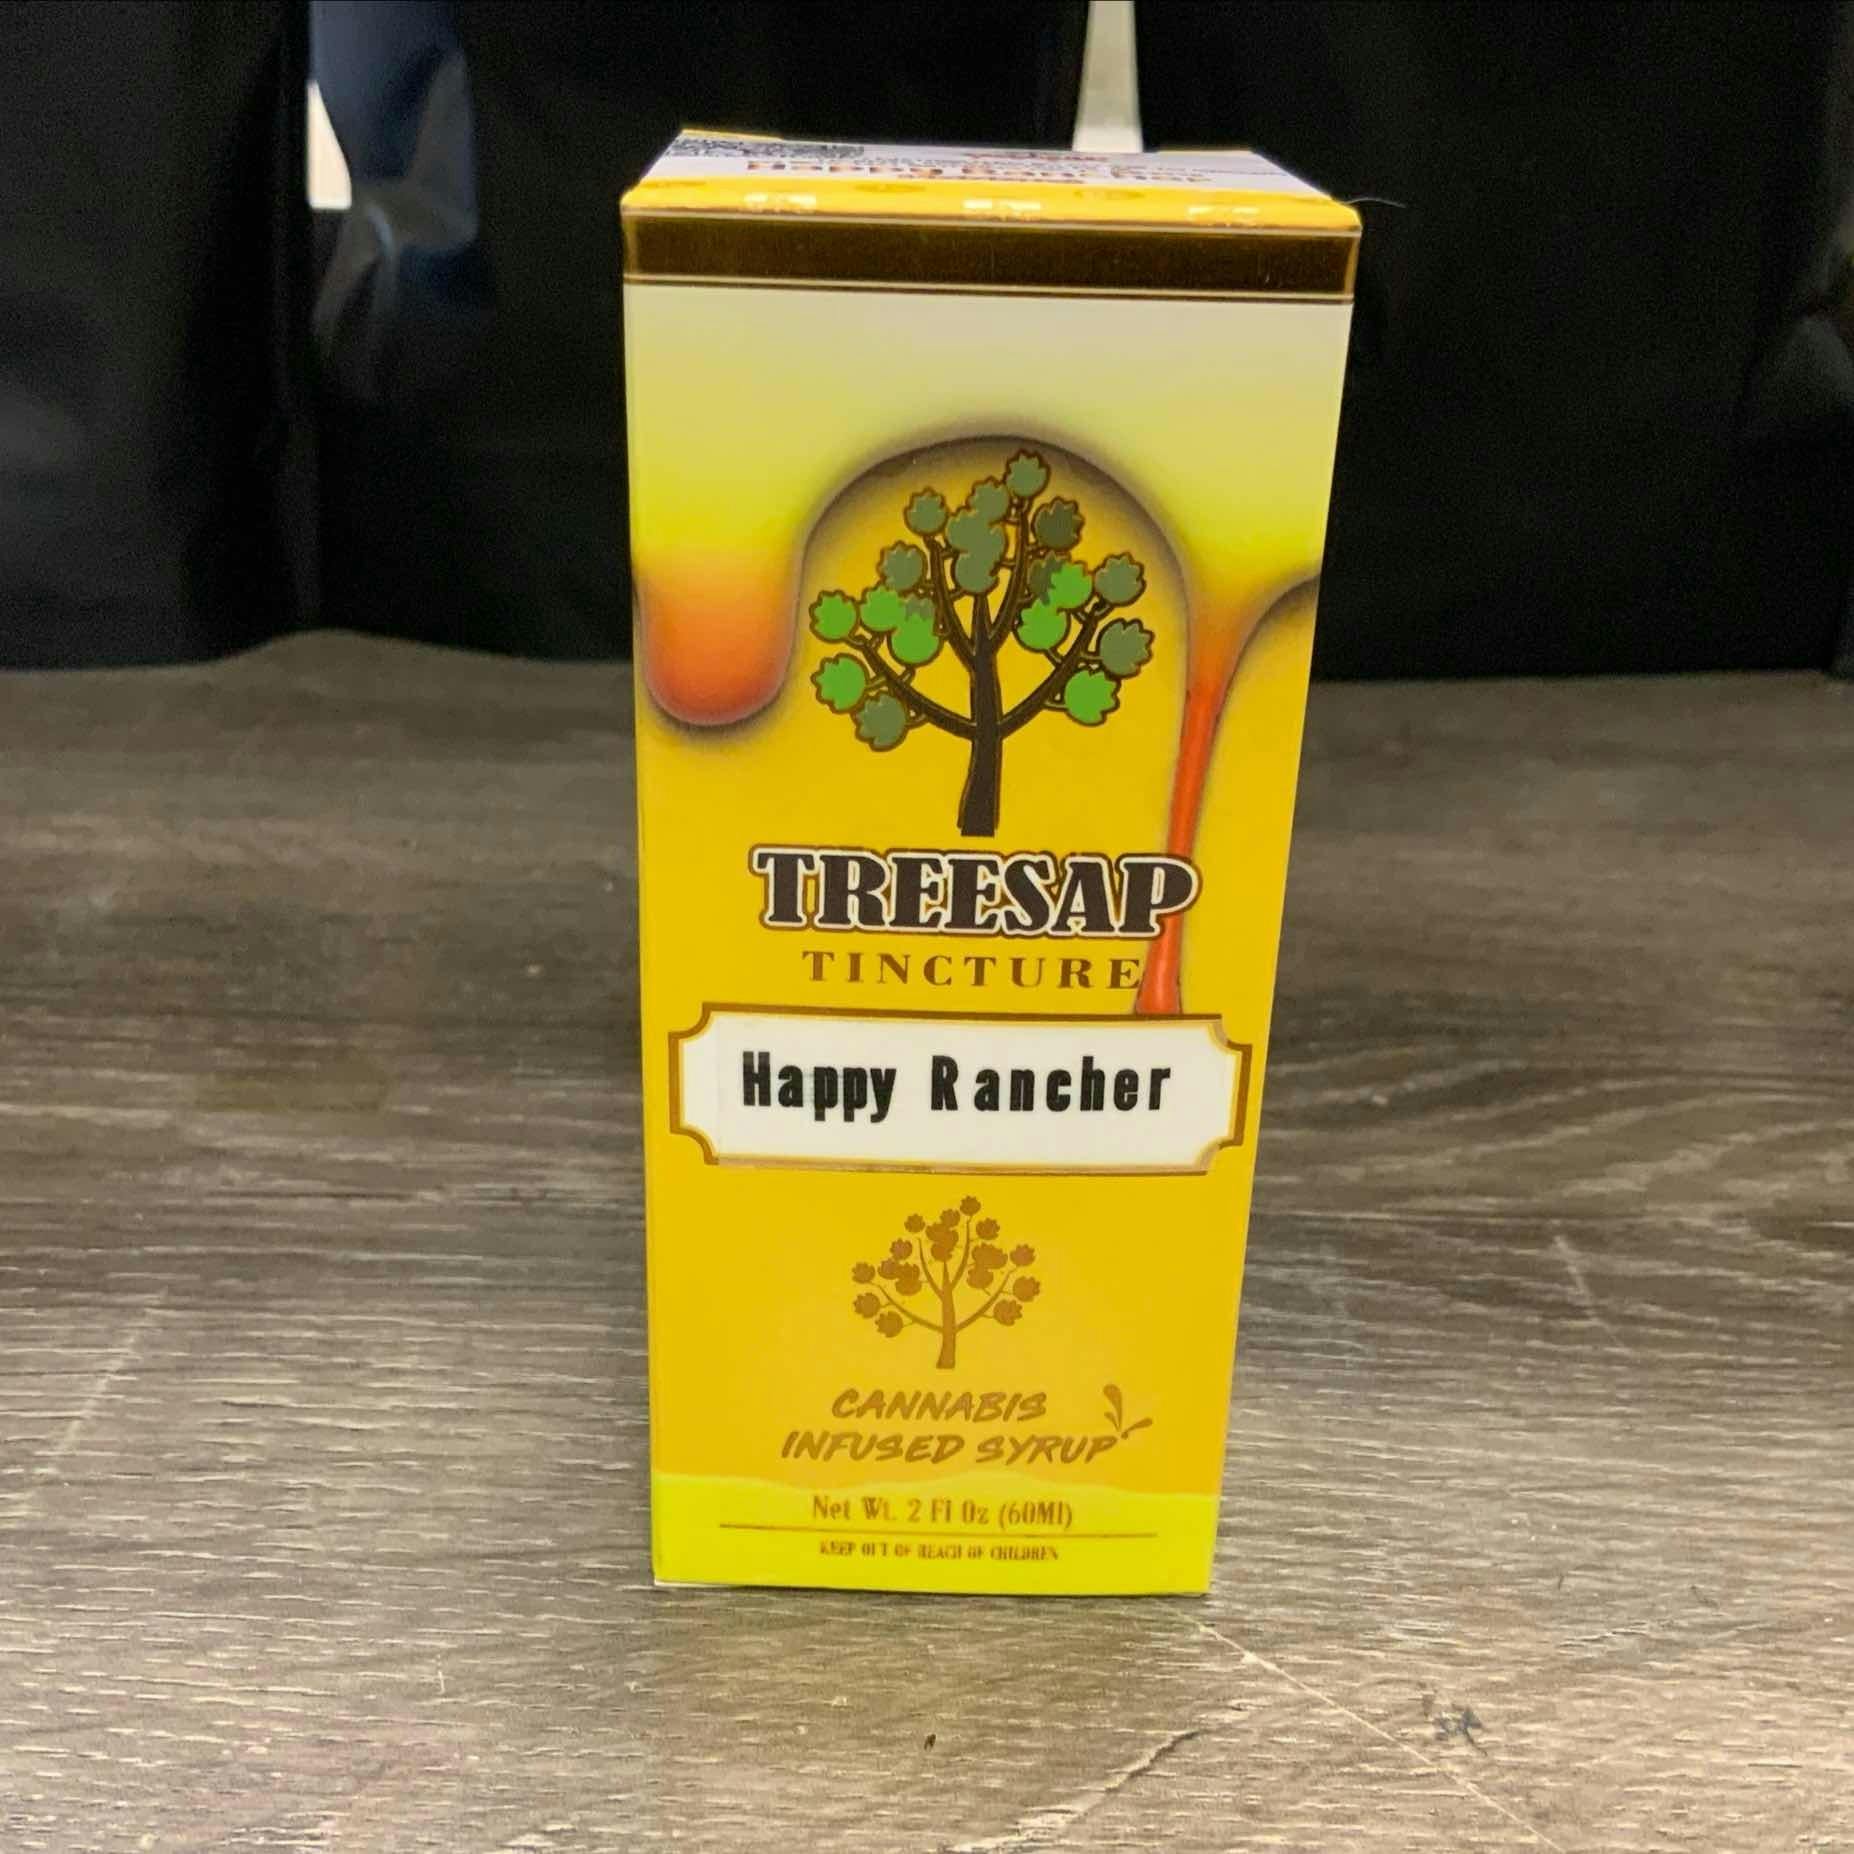 TREESAP
TINCTURE
Happy Rancher
CANNABIS
INFUSED SYRUP
Net Wt. 2 Fl Oz (60Ml)
KEEP OUT OF REACH OF CHILDREN